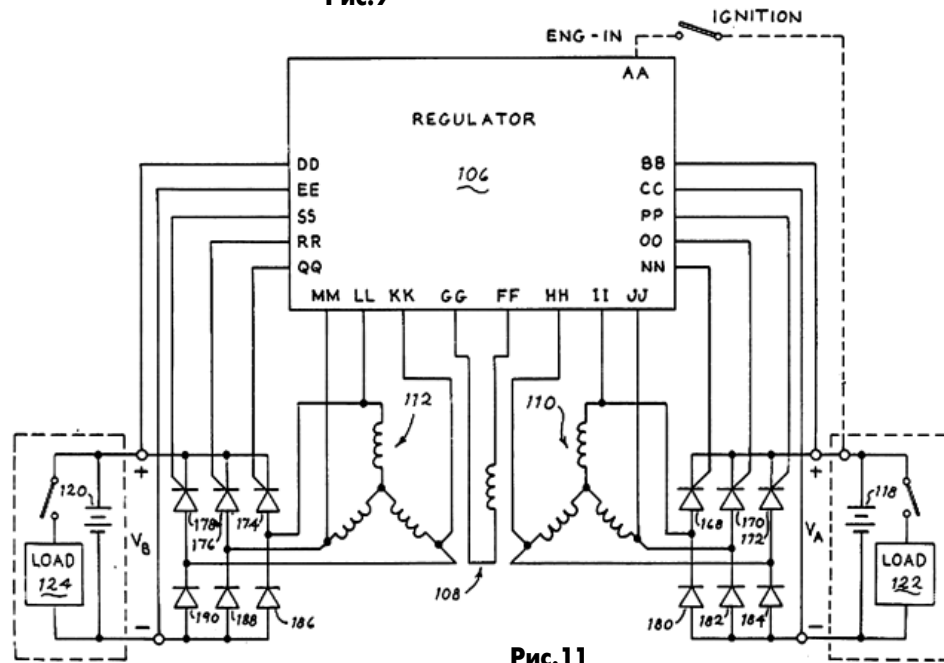 Рис.9
IGNITION
ENG-IN
AA
REGULATOR
106
DD
EE
SS
RR
QQ
BB
CC
PP
OO
NN
MM LL KK GG FF HH II JJ
112
110
108
+
120
V_B
LOAD
124
−
178
176
174
190
188
186
168
170
172
180
182
184
+
V_A
118
LOAD
122
−
Рис.11